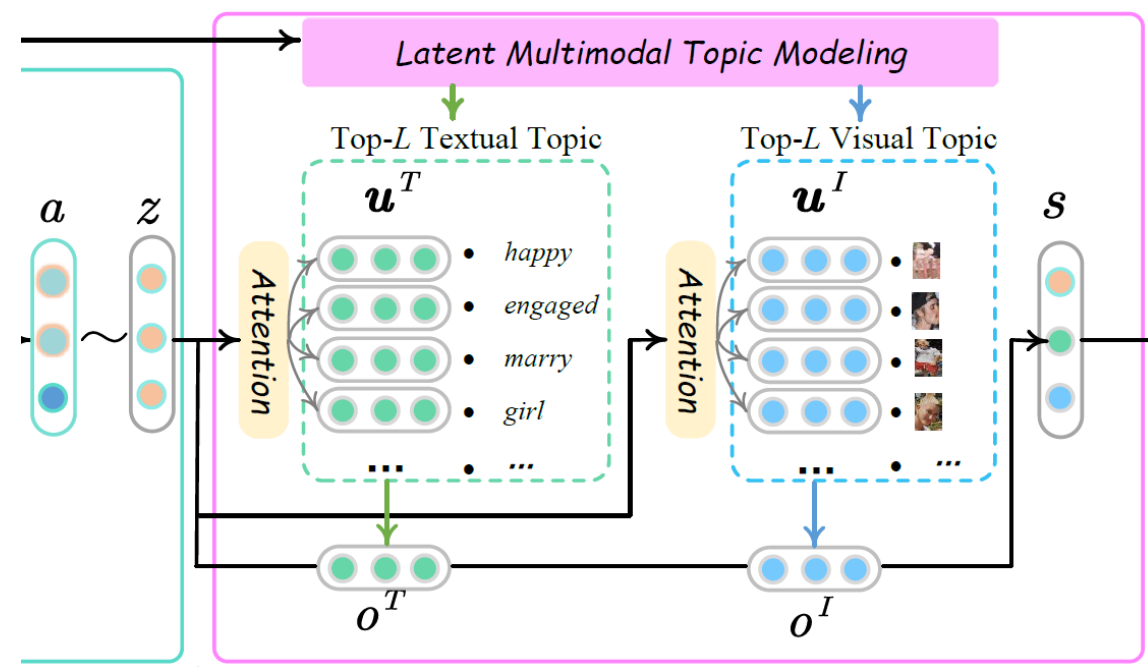 Latent Multimodal Topic Modeling
Top-L Textual Topic
Top-L Visual Topic
a
z
u^T
u^I
s
Attention
happy
engaged
marry
girl
...
...
Attention
...
...
o^T
o^I